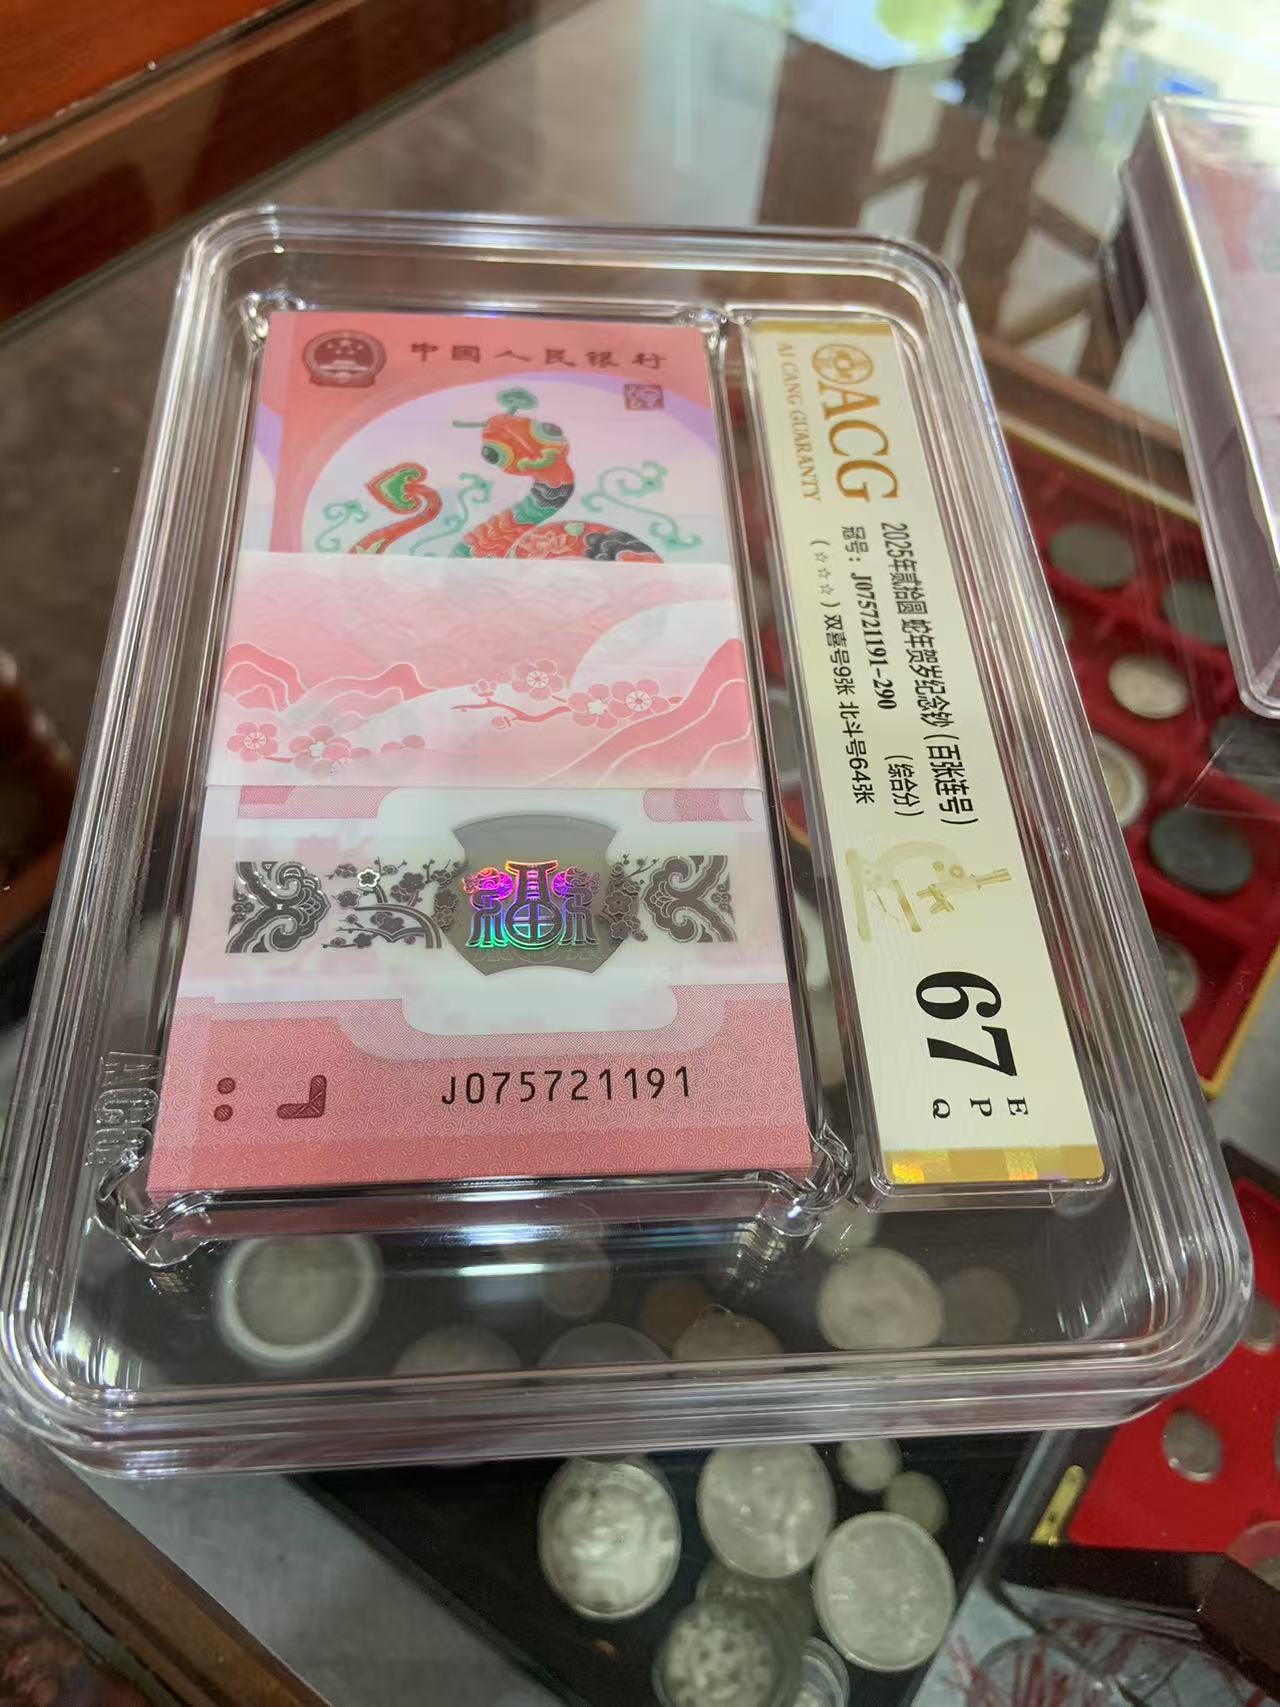 中国人民银行
J075721191
ACG
AI CANG GUARANTY
2025年贰拾圆 蛇年贺岁纪念钞（百张连号）
冠号：J075721191-290 （综合分）
（☆☆☆）双喜号9张 北斗号64张
67
E
P
Q
ACG